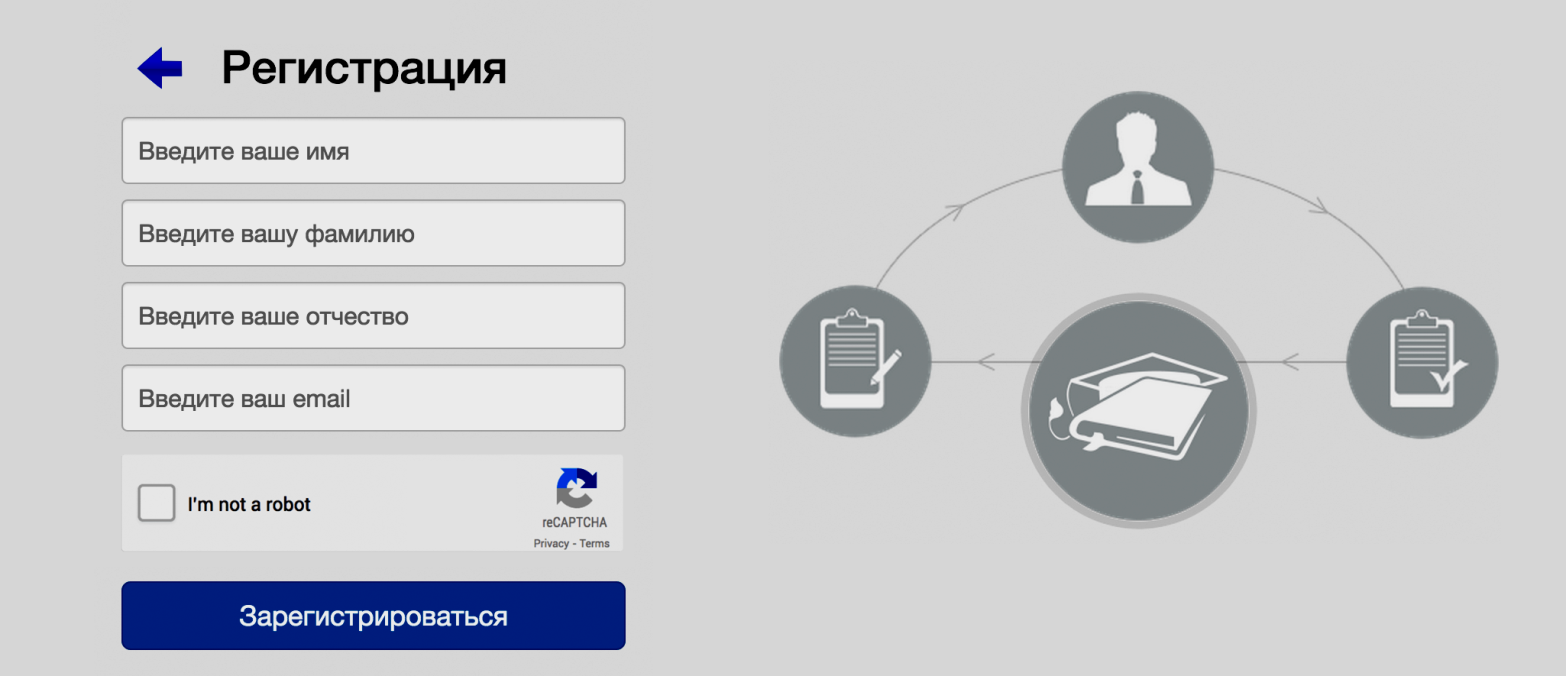 Регистрация
Введите ваше имя
Введите вашу фамилию
Введите ваше отчество
Введите ваш email
I'm not a robot
reCAPTCHA
Privacy - Terms
Зарегистрироваться